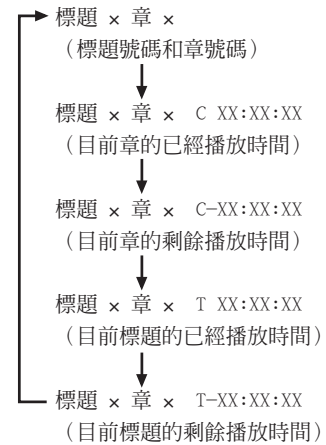 標題 × 章 ×
（標題號碼和章號碼）
標題 × 章 × C XX:XX:XX
（目前章的已經播放時間）
標題 × 章 × C−XX:XX:XX
（目前章的剩餘播放時間）
標題 × 章 × T XX:XX:XX
（目前標題的已經播放時間）
標題 × 章 × T−XX:XX:XX
（目前標題的剩餘播放時間）